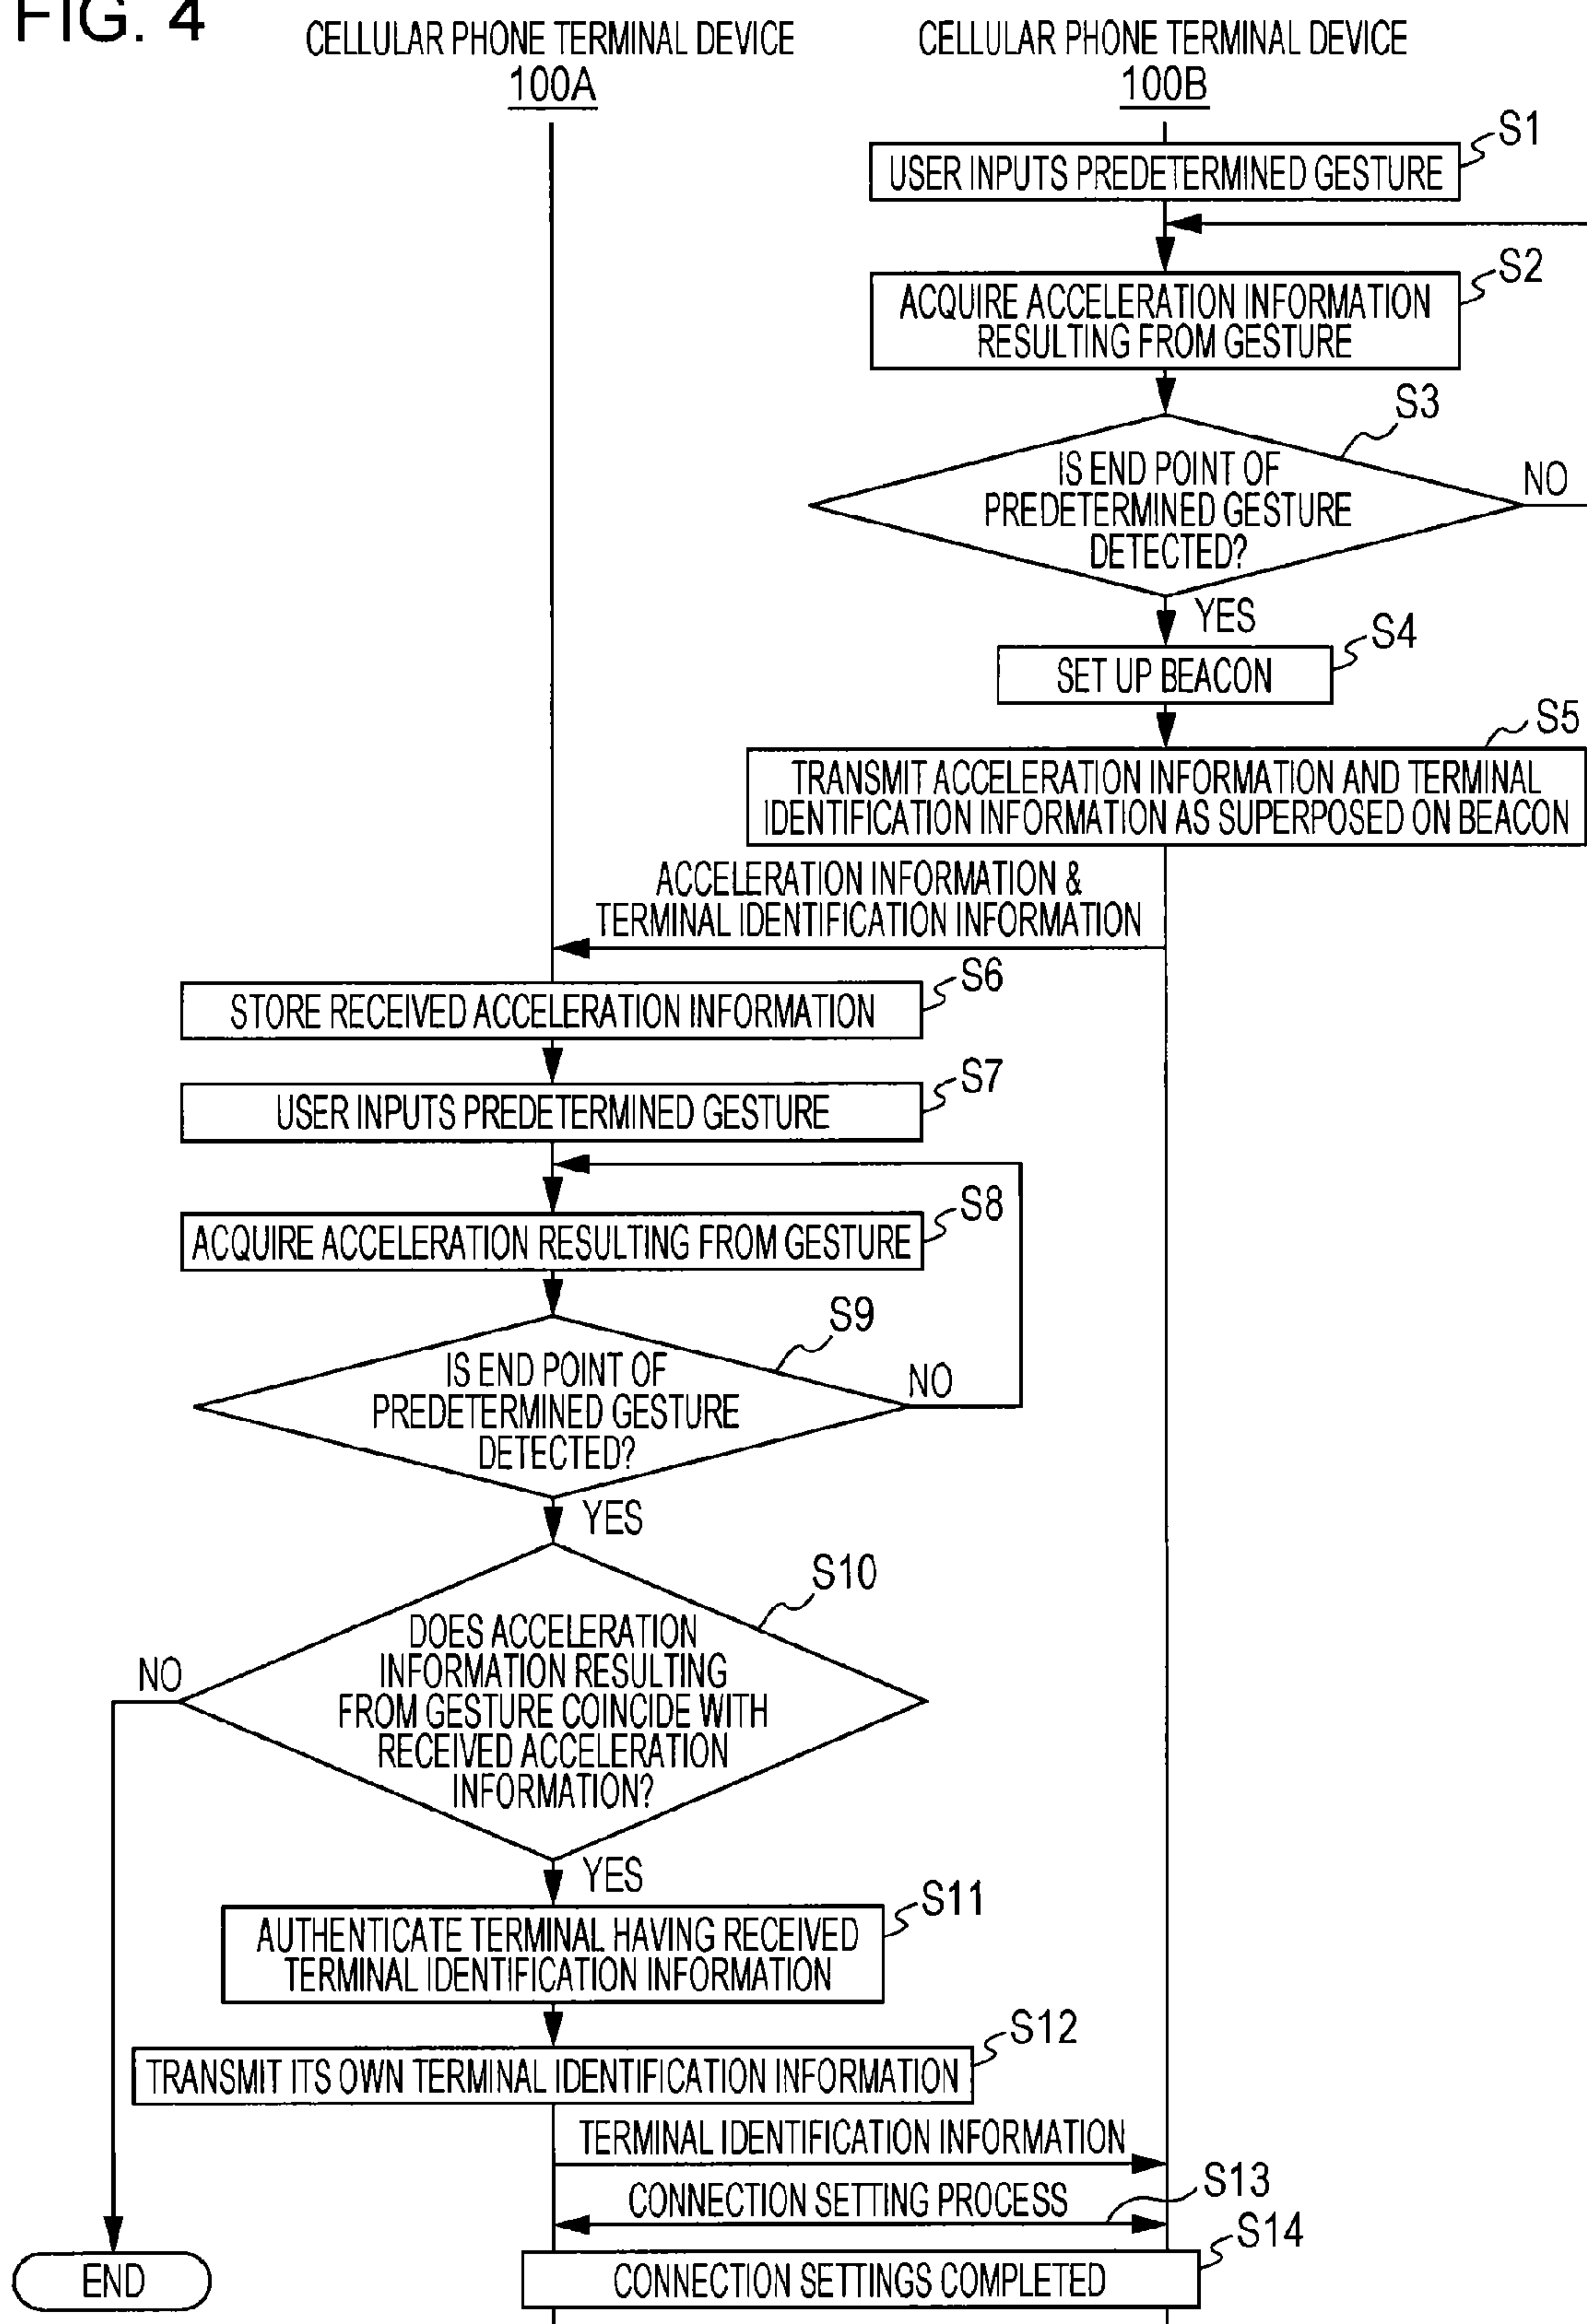 FIG. 4
CELLULAR PHONE TERMINAL DEVICE
100A
CELLULAR PHONE TERMINAL DEVICE
100B
S1
USER INPUTS PREDETERMINED GESTURE
S2
ACQUIRE ACCELERATION INFORMATION
RESULTING FROM GESTURE
S3
IS END POINT OF
PREDETERMINED GESTURE
DETECTED?
NO
YES
S4
SET UP BEACON
S5
TRANSMIT ACCELERATION INFORMATION AND TERMINAL
IDENTIFICATION INFORMATION AS SUPERPOSED ON BEACON
ACCELERATION INFORMATION &
TERMINAL IDENTIFICATION INFORMATION
S6
STORE RECEIVED ACCELERATION INFORMATION
S7
USER INPUTS PREDETERMINED GESTURE
S8
ACQUIRE ACCELERATION RESULTING FROM GESTURE
S9
IS END POINT OF
PREDETERMINED GESTURE
DETECTED?
NO
YES
S10
DOES ACCELERATION
INFORMATION RESULTING
FROM GESTURE COINCIDE WITH
RECEIVED ACCELERATION
INFORMATION?
NO
YES
S11
AUTHENTICATE TERMINAL HAVING RECEIVED
TERMINAL IDENTIFICATION INFORMATION
S12
TRANSMIT ITS OWN TERMINAL IDENTIFICATION INFORMATION
TERMINAL IDENTIFICATION INFORMATION
CONNECTION SETTING PROCESS
S13
S14
CONNECTION SETTINGS COMPLETED
END